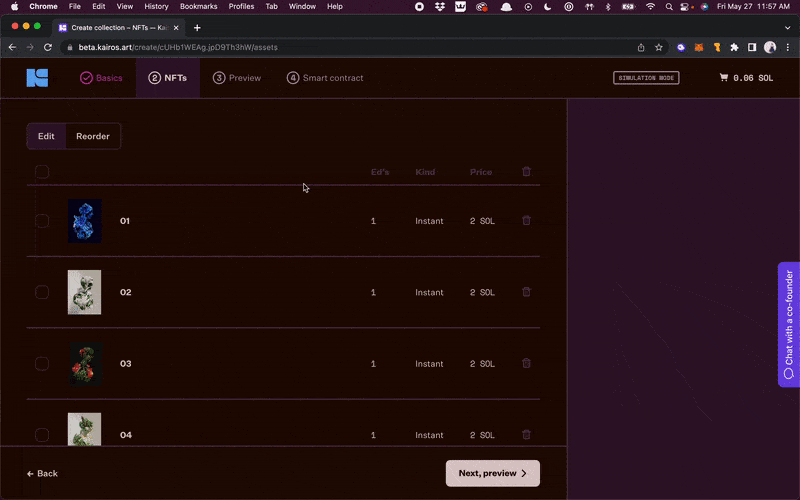 Chrome File Edit View History Bookmarks Profiles Tab Window Help Fri May 27 11:57 AM
Create collection – NFTs — Ka
beta.kairos.art/create/cUHb1WEAg.jpD9Th3hW/assets
Basics 2 NFTs 3 Preview 4 Smart contract SIMULATION MODE 0.06 SOL
Edit Reorder
Ed's Kind Price
01 1 Instant 2 SOL
02 1 Instant 2 SOL
03 1 Instant 2 SOL
04 1 Instant 2 SOL
Back Next, preview
Chat with a co-founder